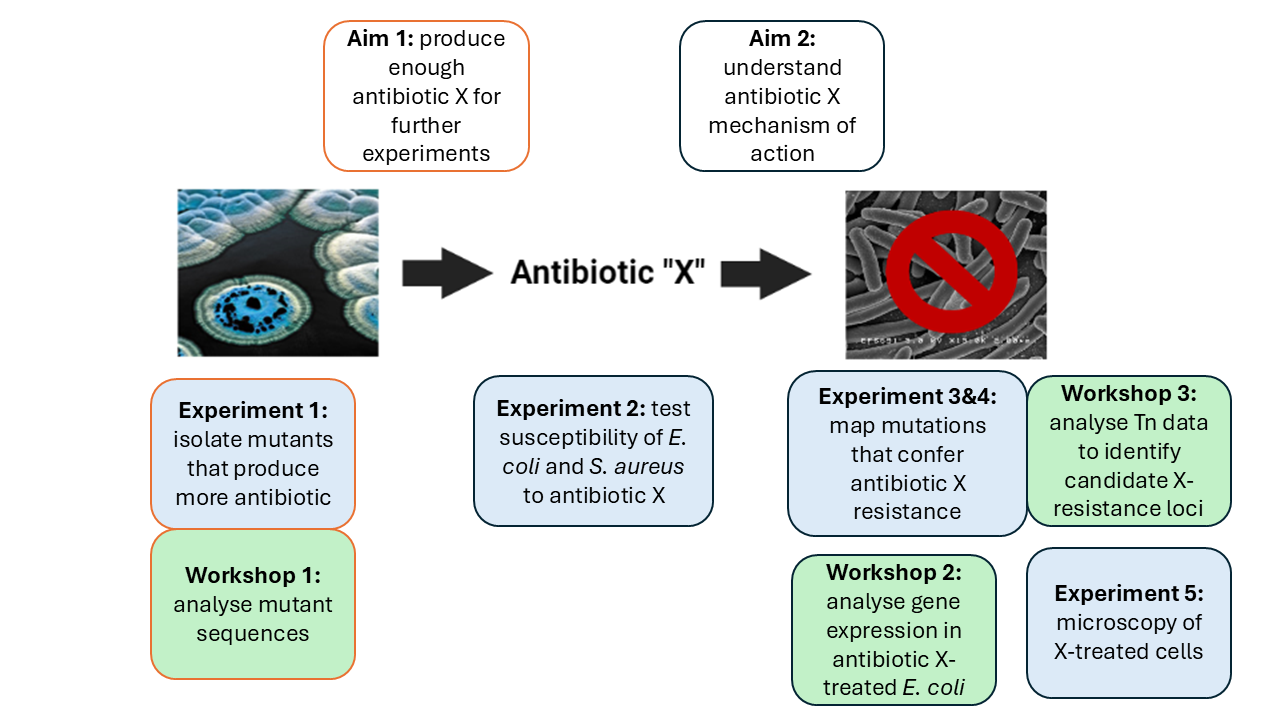 Aim 1: produce
enough
antibiotic X for
further
experiments
Aim 2:
understand
antibiotic X
mechanism of
action
Antibiotic "X"
Experiment 1:
isolate mutants
that produce
more antibiotic
Workshop 1:
analyse mutant
sequences
Experiment 2: test
susceptibility of E.
coli and S. aureus
to antibiotic X
Experiment 3&4:
map mutations
that confer
antibiotic X
resistance
Workshop 3:
analyse Tn data
to identify
candidate X-
resistance loci
Workshop 2:
analyse gene
expression in
antibiotic X-
treated E. coli
Experiment 5:
microscopy of
X-treated cells